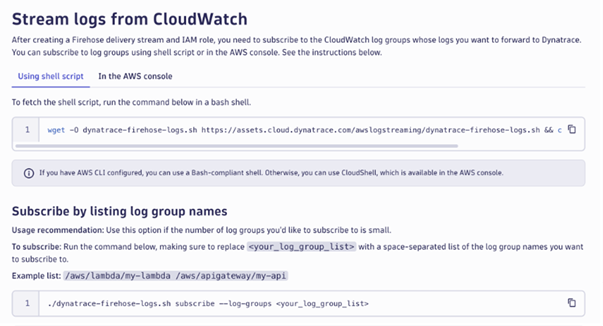 Stream logs from CloudWatch
After creating a Firehose delivery stream and IAM role, you need to subscribe to the CloudWatch log groups whose logs you want to forward to Dynatrace.
You can subscribe to log groups using shell script or in the AWS console. See the instructions below.
Using shell script In the AWS console
To fetch the shell script, run the command below in a bash shell.
1 wget -O dynatrace-firehose-logs.sh https://assets.cloud.dynatrace.com/awslogstreaming/dynatrace-firehose-logs.sh && c
If you have AWS CLI configured, you can use a Bash-compliant shell. Otherwise, you can use CloudShell, which is available in the AWS console.
Subscribe by listing log group names
Usage recommendation: Use this option if the number of log groups you'd like to subscribe to is small.
To subscribe: Run the command below, making sure to replace <your_log_group_list> with a space-separated list of the log group names you want
to subscribe to.
Example list: /aws/lambda/my-lambda /aws/apigateway/my-api
1 ./dynatrace-firehose-logs.sh subscribe --log-groups <your_log_group_list>